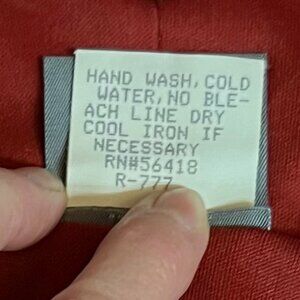 HAND WASH, COLD
WATER, NO BLE-
ACH LINE DRY
COOL IRON IF
NECESSARY
RN#56418
R-777